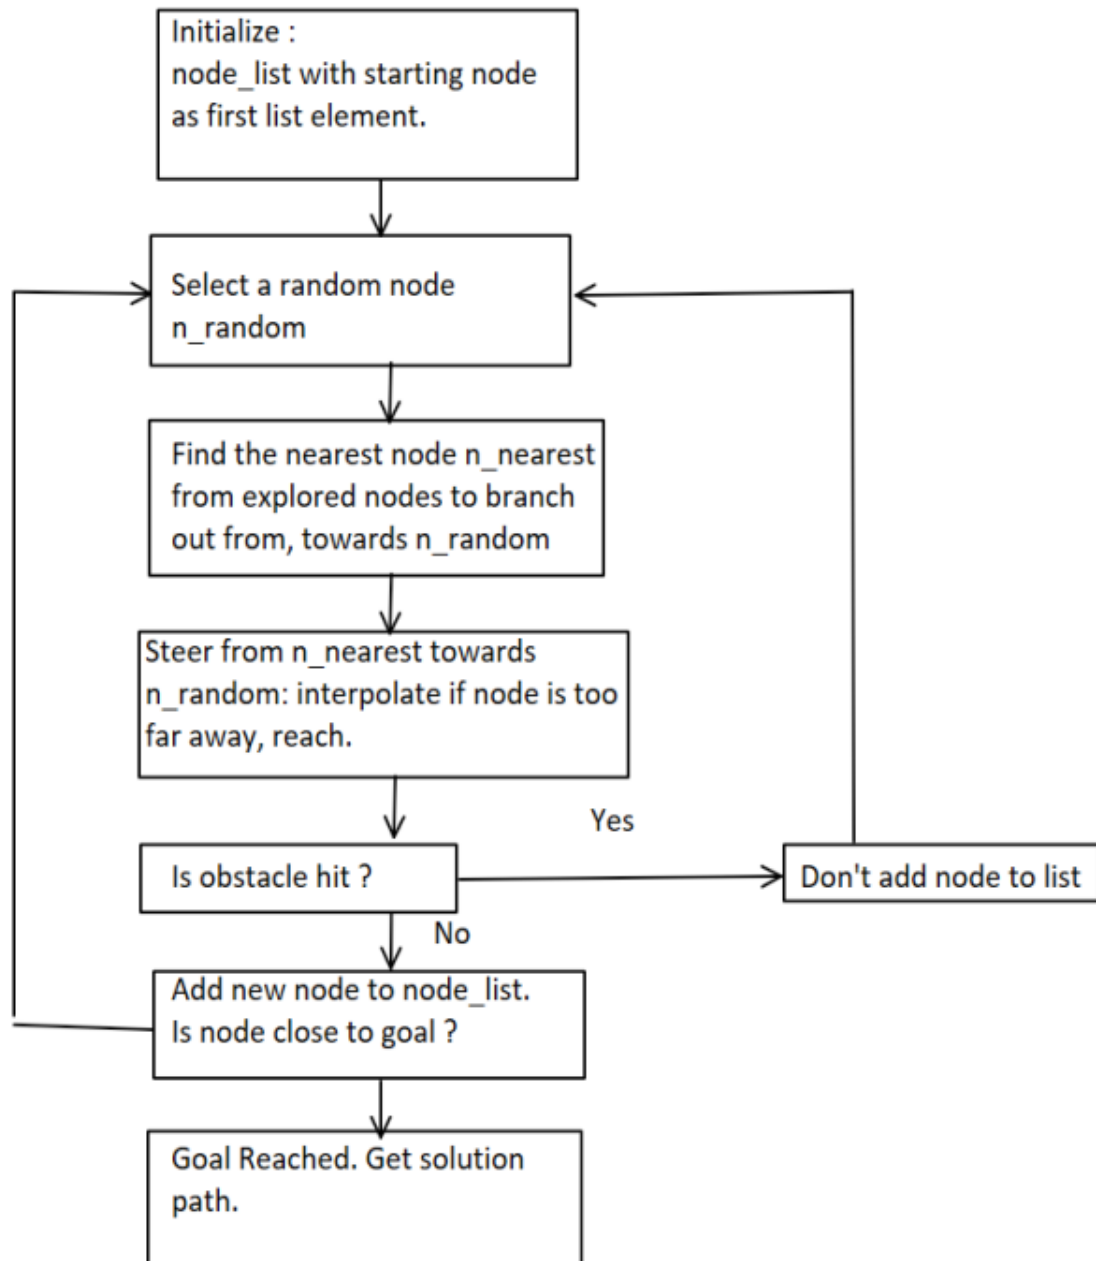 Initialize :
node_list with starting node
as first list element.
Select a random node
n_random
Find the nearest node n_nearest
from explored nodes to branch
out from, towards n_random
Steer from n_nearest towards
n_random: interpolate if node is too
far away, reach.
Yes
Is obstacle hit ?
Don't add node to list
No
Add new node to node_list.
Is node close to goal ?
Goal Reached. Get solution
path.